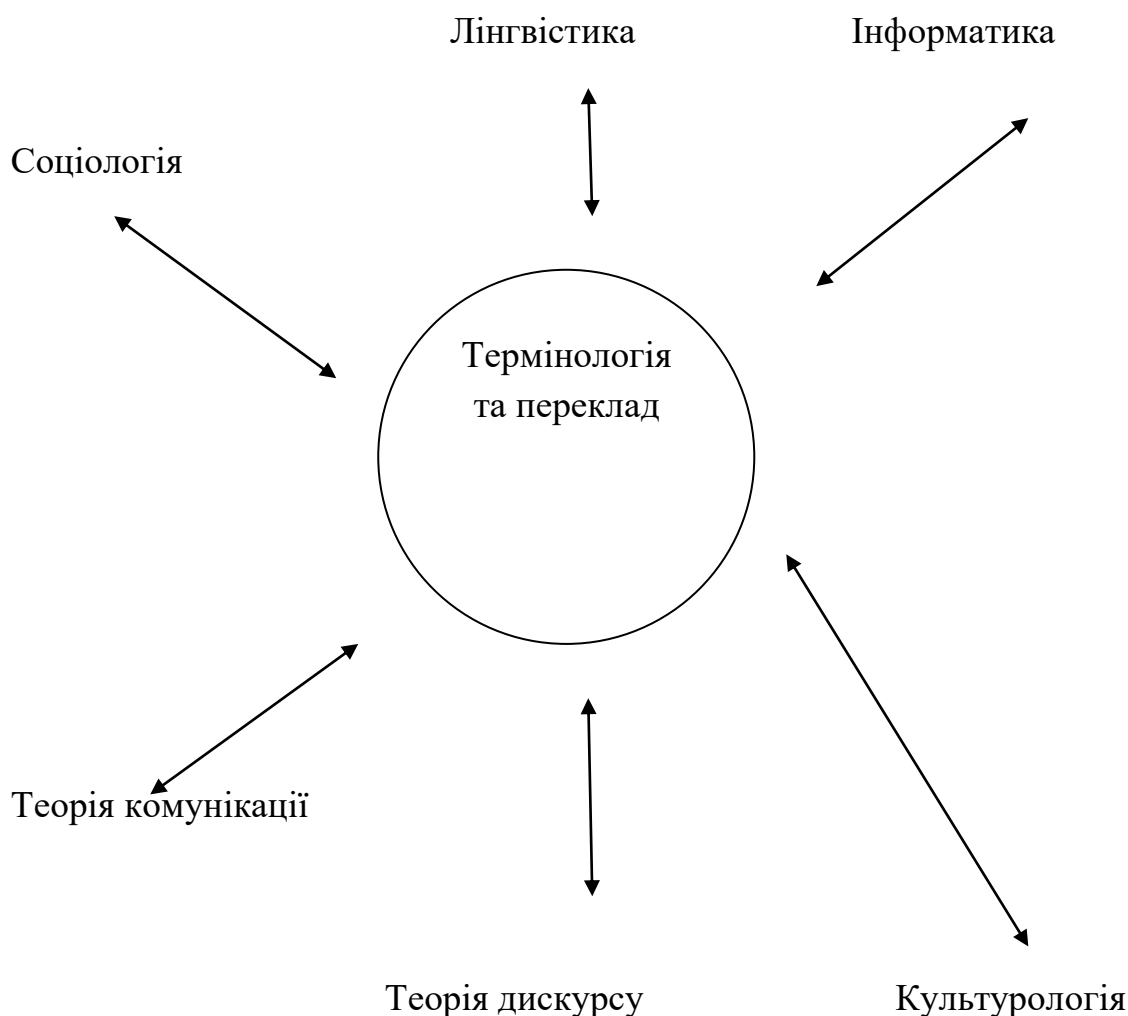 Лінгвістика
Інформатика
Соціологія
Термінологія
та переклад
Теорія комунікації
Теорія дискурсу
Культурологія